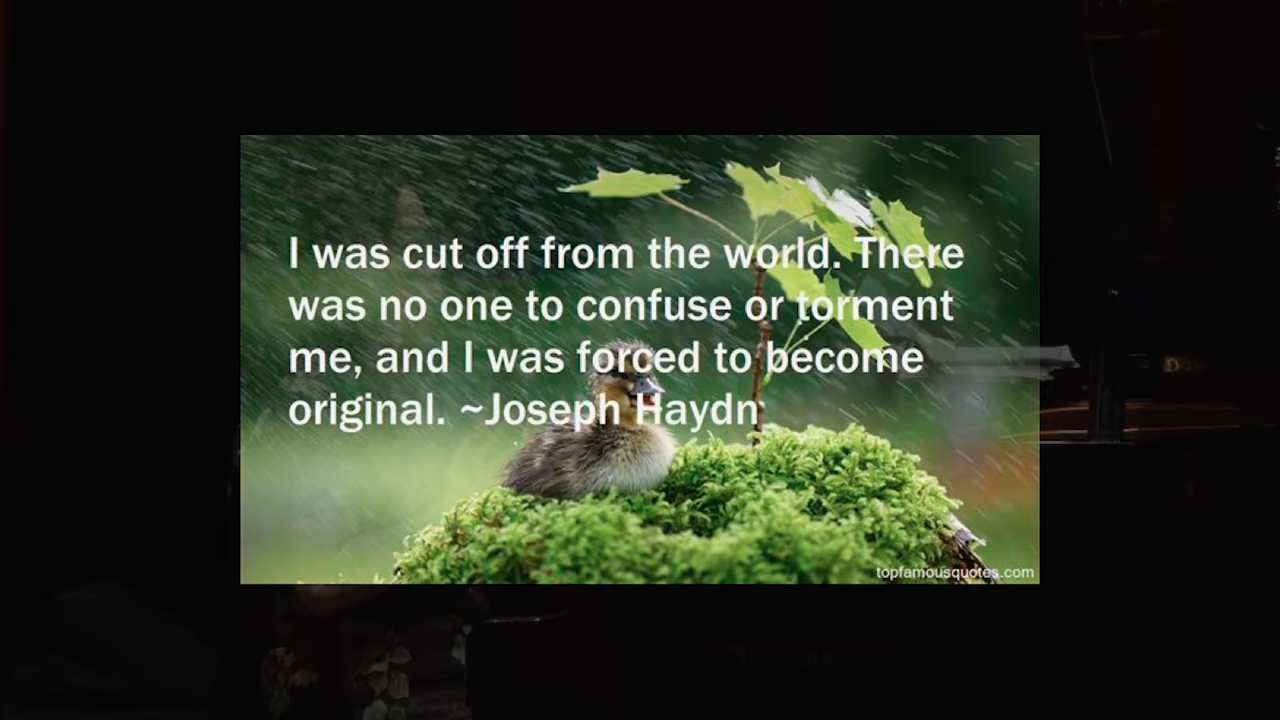 I was cut off from the world. There
was no one to confuse or torment
me, and I was forced to become
original. ~Joseph Haydn
topfamousquotes.com